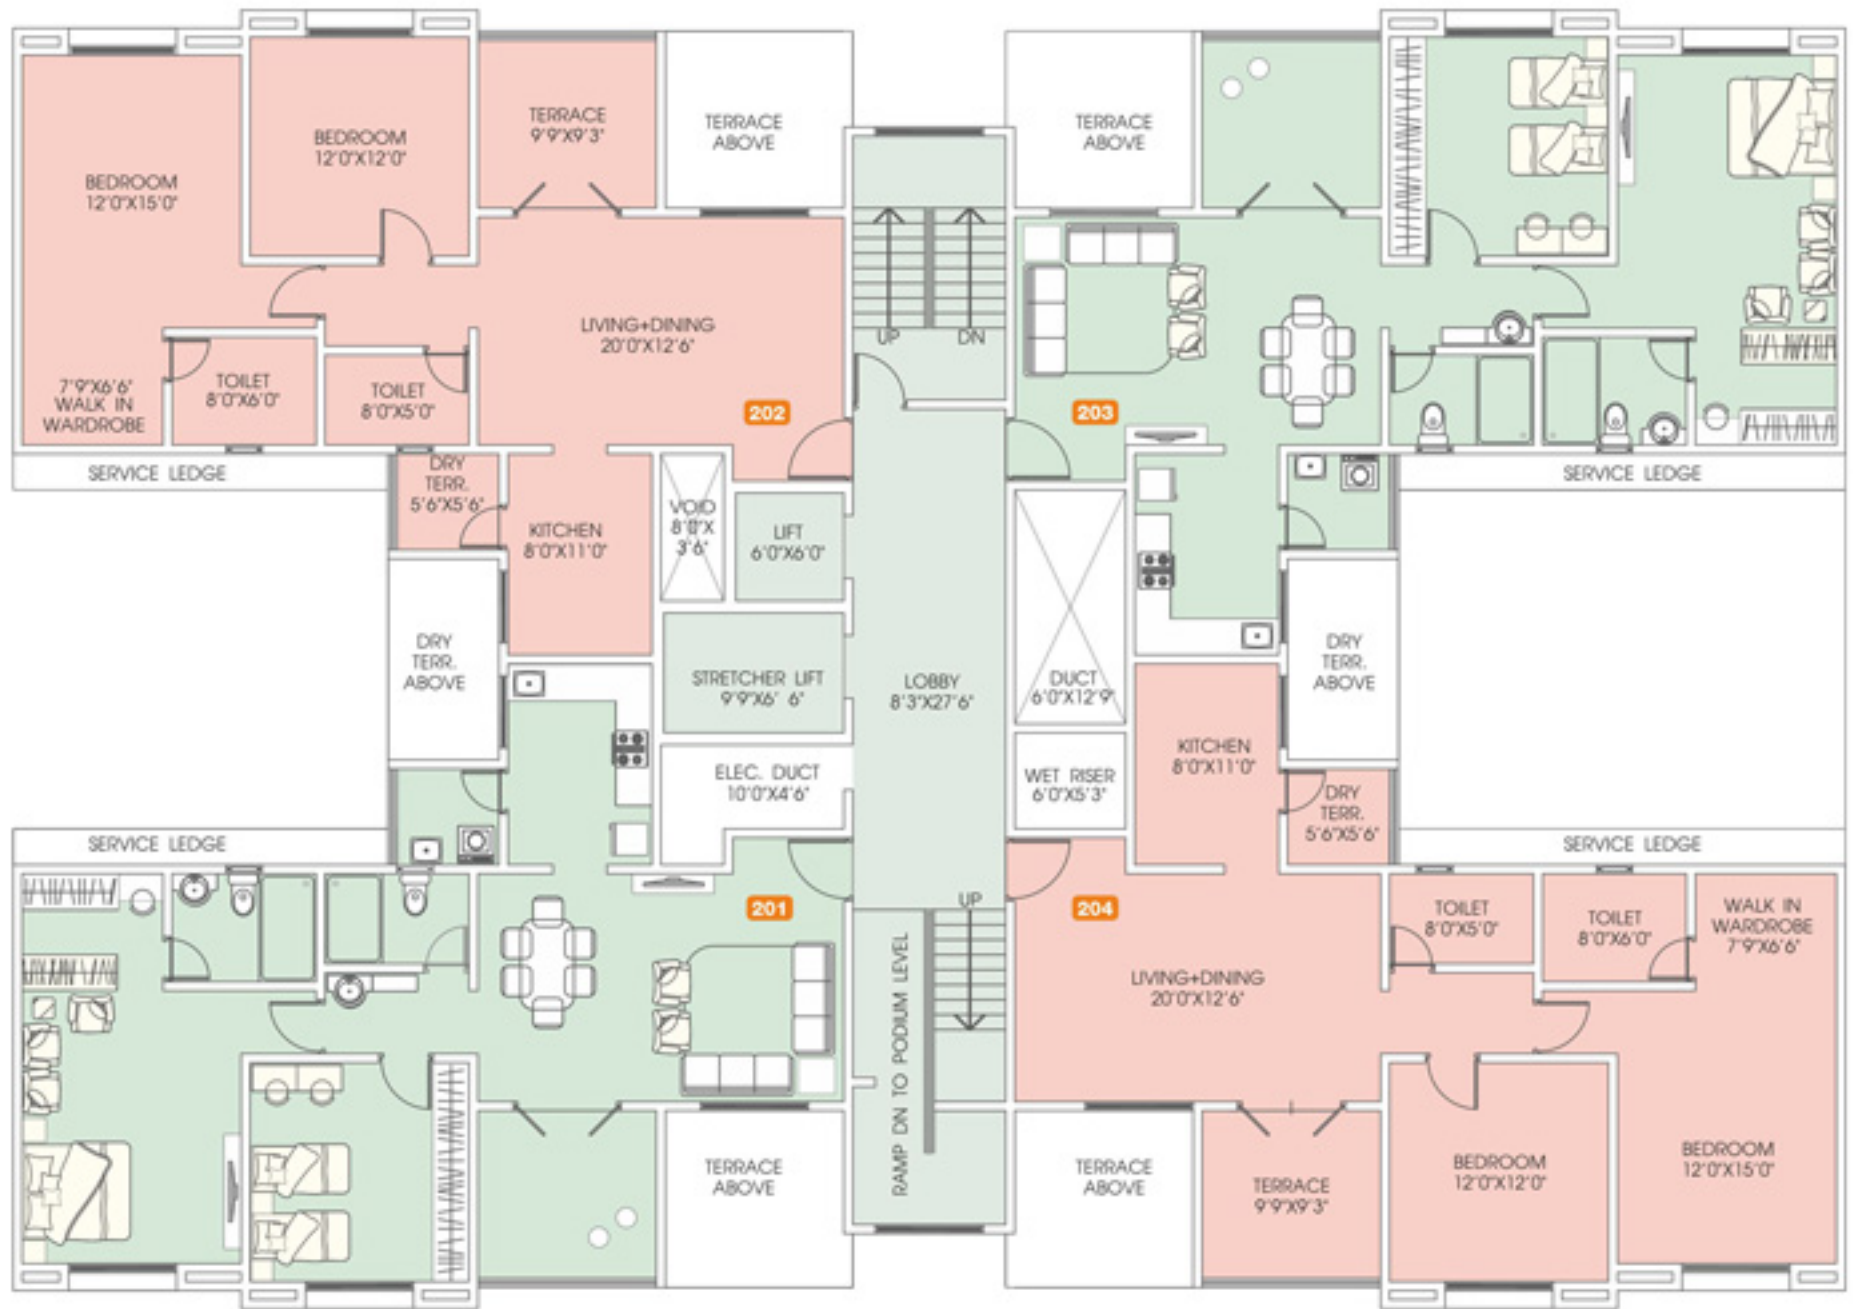 BEDROOM
12'0"X15'0"
BEDROOM
12'0"X12'0"
TERRACE
9'9"X9'3"
TERRACE
ABOVE
TERRACE
ABOVE
LIVING+DINING
20'0"X12'6"
UP
DN
7'9"X6'6"
WALK IN
WARDROBE
TOILET
8'0"X6'0"
TOILET
8'0"X5'0"
202
203
SERVICE LEDGE
DRY
TERR.
5'6"X5'6"
KITCHEN
8'0"X11'0"
VOID
8'0"X
3'6"
LIFT
6'0"X6'0"
SERVICE LEDGE
DRY
TERR.
ABOVE
STRETCHER LIFT
9'9"X6' 6"
LOBBY
8'3"X27'6"
DUCT
6'0"X12'9"
DRY
TERR.
ABOVE
ELEC. DUCT
10'0"X4'6"
WET RISER
6'0"X5'3"
KITCHEN
8'0"X11'0"
DRY
TERR.
5'6"X5'6"
SERVICE LEDGE
SERVICE LEDGE
201
UP
204
TOILET
8'0"X5'0"
TOILET
8'0"X6'0"
WALK IN
WARDROBE
7'9"X6'6"
LIVING+DINING
20'0"X12'6"
RAMP DN TO PODIUM LEVEL
TERRACE
ABOVE
TERRACE
ABOVE
TERRACE
9'9"X9'3"
BEDROOM
12'0"X12'0"
BEDROOM
12'0"X15'0"